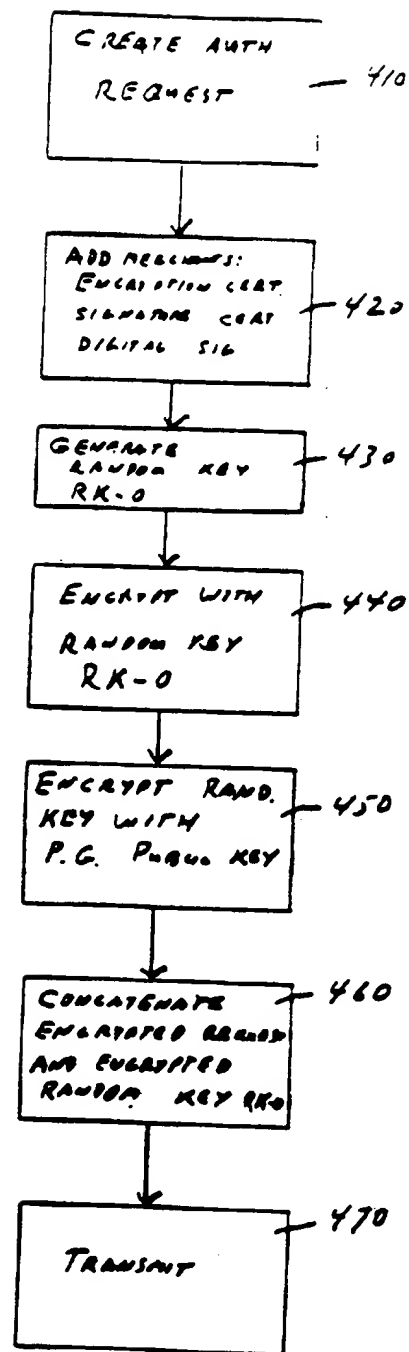 CREATE AUTH
REQUEST
410
ADD MERCHANTS:
ENCRYPTION CERT
SIGNATURE CERT
DIGITAL SIG
420
GENERATE
RANDOM KEY
RK-0
430
ENCRYPT WITH
RANDOM KEY
RK-0
440
ENCRYPT RAND.
KEY WITH
P.G. PUBLIC KEY
450
CONCATENATE
ENCRYPTED
AND ENCRYPTED
RANDOM KEY RK-0
460
TRANSMIT
470